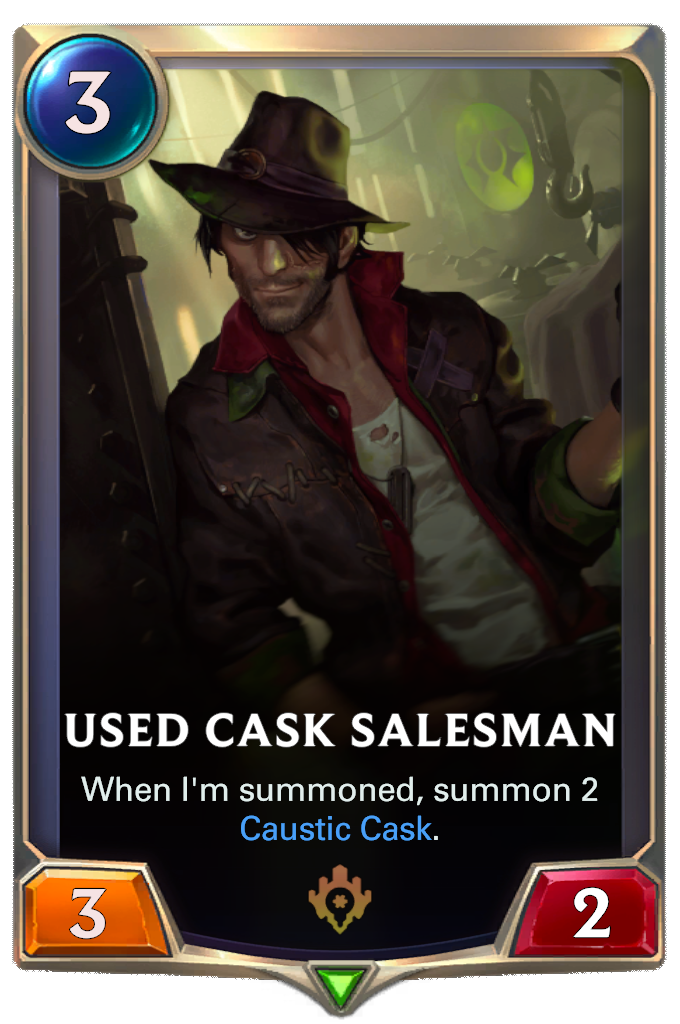 3
USED CASK SALESMAN
When I'm summoned, summon 2
Caustic Cask.
3
2